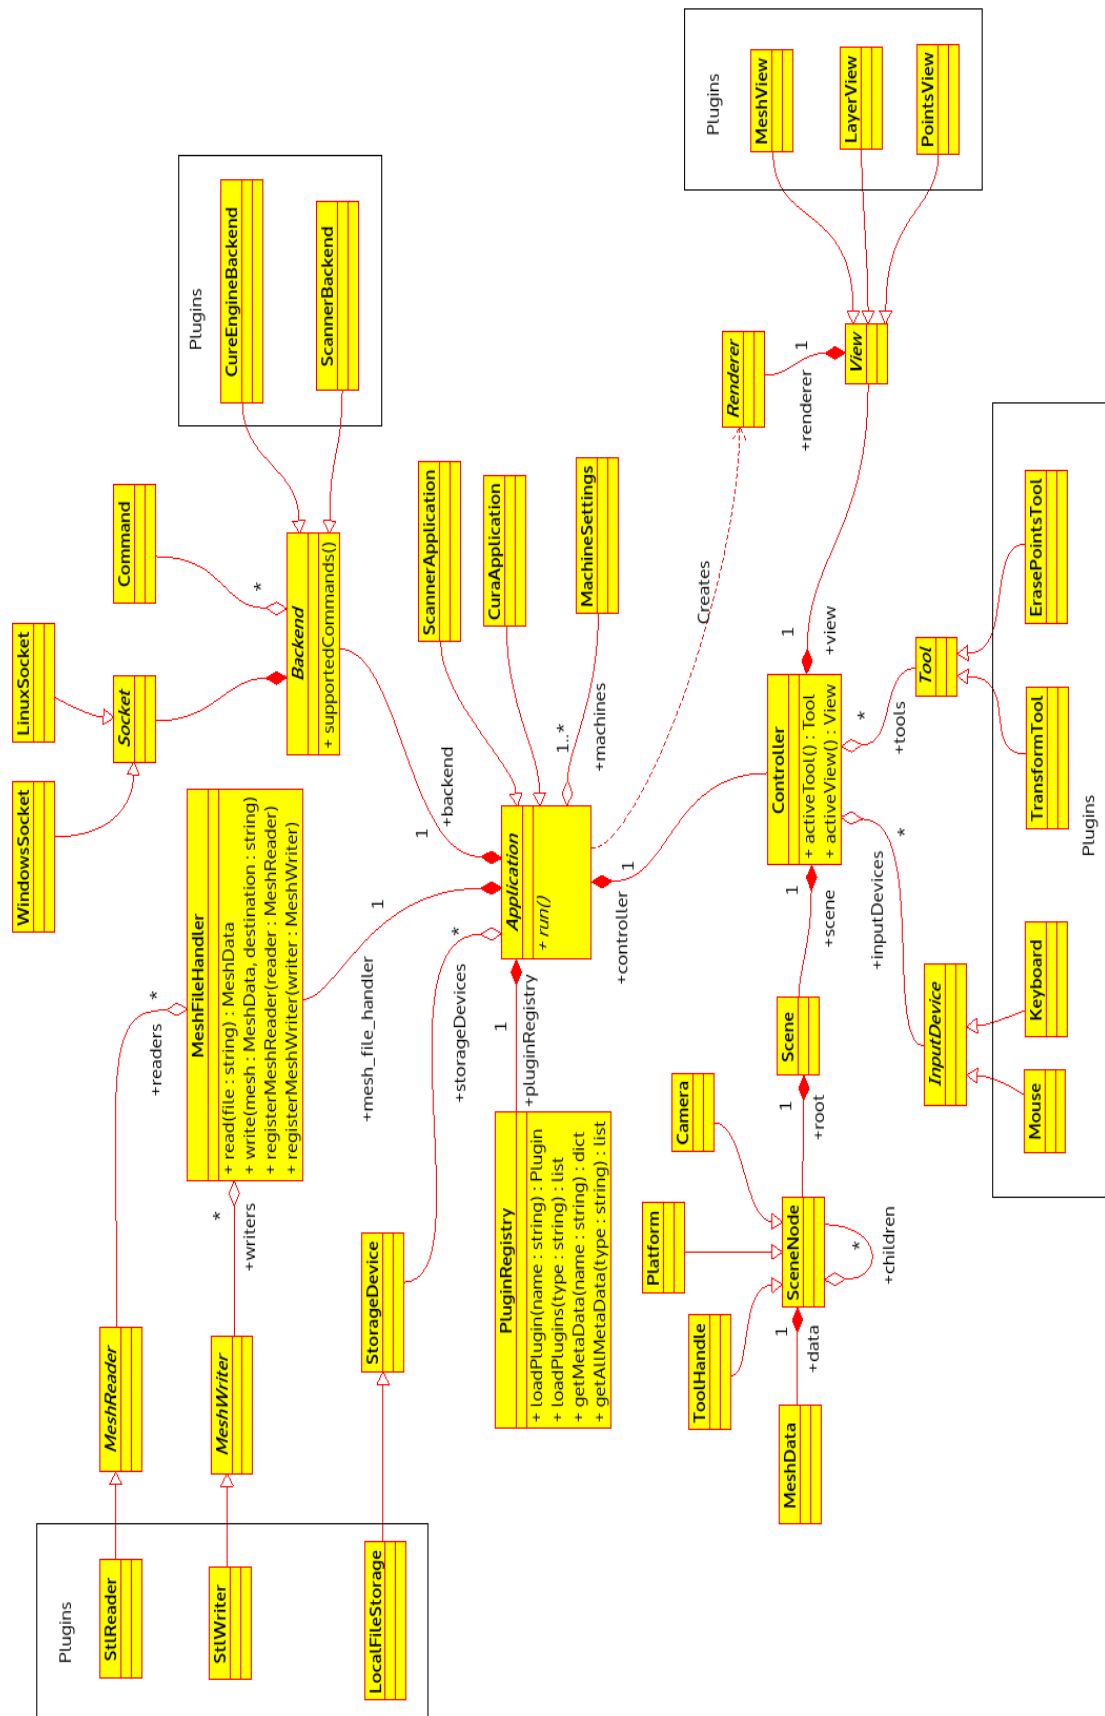 Plugins
StlReader
StlWriter
LocalFileStorage
MeshReader
MeshWriter
StorageDevice
+readers
*
+writers
*
MeshFileHandler
+ read(file : string) : MeshData
+ write(mesh : MeshData, destination : string)
+ registerMeshReader(reader : MeshReader)
+ registerMeshWriter(writer : MeshWriter)
WindowsSocket
LinuxSocket
Socket
Command
*
Backend
+ supportedCommands()
Plugins
CureEngineBackend
ScannerBackend
1
+backend
1
+mesh_file_handler
*
+storageDevices
1
+pluginRegistry
PluginRegistry
+ loadPlugin(name : string) : Plugin
+ loadPlugins(type : string) : list
+ getMetaData(name : string) : dict
+ getAllMetaData(type : string) : list
Application
+ run()
ScannerApplication
CuraApplication
MachineSettings
1..*
+machines
Creates
1
+controller
Renderer
1
+renderer
View
Plugins
MeshView
LayerView
PointsView
Controller
+ activeTool() : Tool
+ activeView() : View
1
+view
1
+scene
*
+inputDevices
*
+tools
Scene
1
+root
Camera
Platform
ToolHandle
SceneNode
*
+children
1
+data
MeshData
InputDevice
Tool
Mouse
Keyboard
TransformTool
ErasePointsTool
Plugins